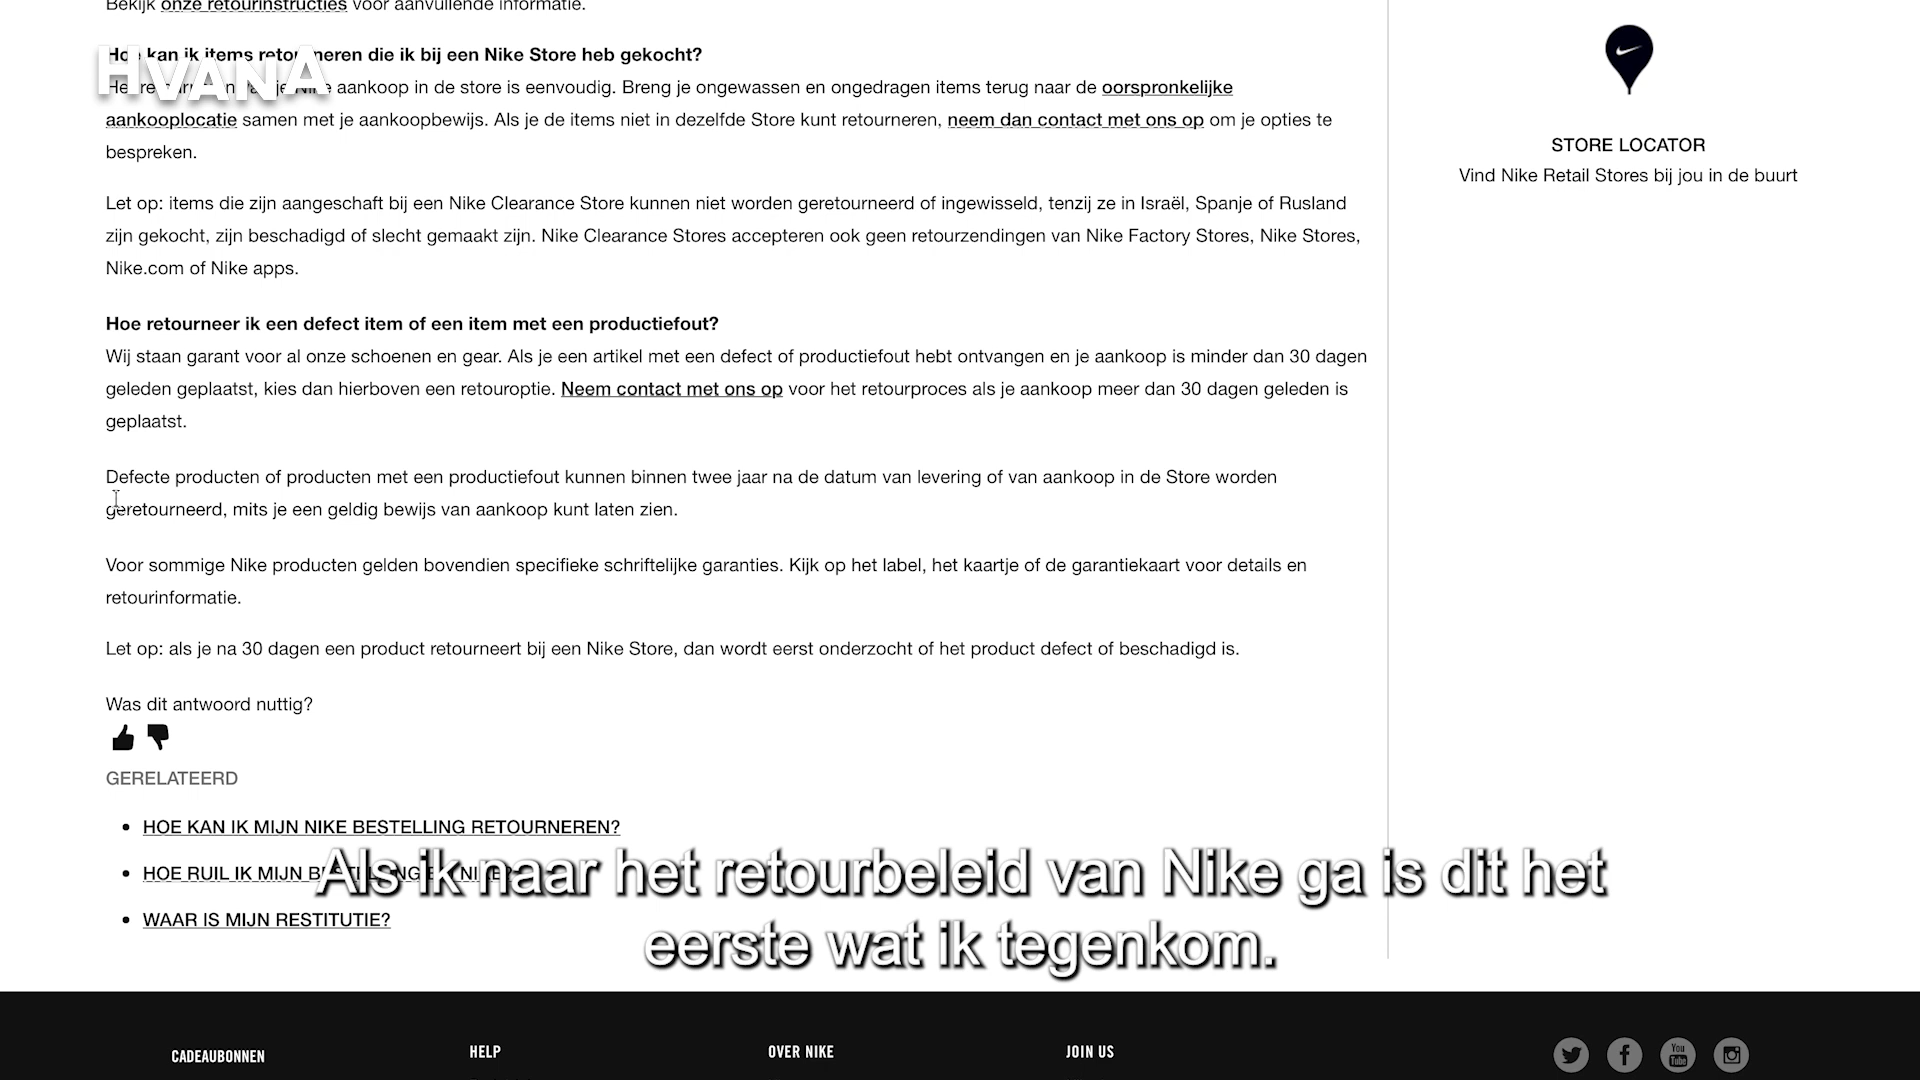 Bekijk onze retourinstructies voor aanvullende informatie.
Hoe kan ik items retourneren die ik bij een Nike Store heb gekocht?
HVANA
je Nike aankoop in de store is eenvoudig. Breng je ongewassen en ongedragen items terug naar de oorspronkelijke
aankooplocatie samen met je aankoopbewijs. Als je de items niet in dezelfde Store kunt retourneren, neem dan contact met ons op om je opties te
bespreken.
Let op: items die zijn aangeschaft bij een Nike Clearance Store kunnen niet worden geretourneerd of ingewisseld, tenzij ze in Israël, Spanje of Rusland
zijn gekocht, zijn beschadigd of slecht gemaakt zijn. Nike Clearance Stores accepteren ook geen retourzendingen van Nike Factory Stores, Nike Stores,
Nike.com of Nike apps.
Hoe retourneer ik een defect item of een item met een productiefout?
Wij staan garant voor al onze schoenen en gear. Als je een artikel met een defect of productiefout hebt ontvangen en je aankoop is minder dan 30 dagen
geleden geplaatst, kies dan hierboven een retouroptie. Neem contact met ons op voor het retourproces als je aankoop meer dan 30 dagen geleden is
geplaatst.
Defecte producten of producten met een productiefout kunnen binnen twee jaar na de datum van levering of van aankoop in de Store worden
geretourneerd, mits je een geldig bewijs van aankoop kunt laten zien.
Voor sommige Nike producten gelden bovendien specifieke schriftelijke garanties. Kijk op het label, het kaartje of de garantiekaart voor details en
retourinformatie.
Let op: als je na 30 dagen een product retourneert bij een Nike Store, dan wordt eerst onderzocht of het product defect of beschadigd is.
Was dit antwoord nuttig?
GERELATEERD
HOE KAN IK MIJN NIKE BESTELLING RETOURNEREN?
HOE RUIL IK MIJN
WAAR IS MIJN RESTITUTIE?
STORE LOCATOR
Vind Nike Retail Stores bij jou in de buurt
Als ik naar het retourbeleid van Nike ga is dit het
eerste wat ik tegenkom.
CADEAUBONNEN
HELP
OVER NIKE
JOIN US
You
Tube